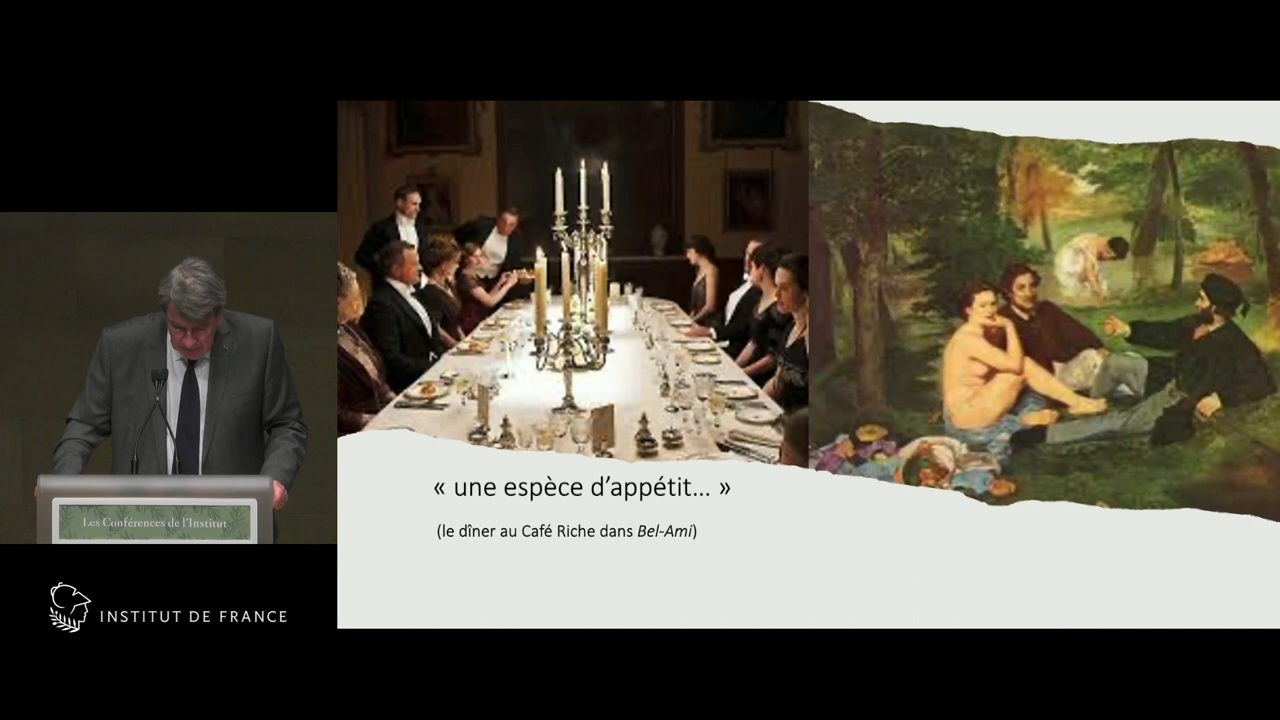 « une espèce d’appétit... »
(le dîner au Café Riche dans Bel-Ami)
Les Conférences de l'Institut
INSTITUT DE FRANCE